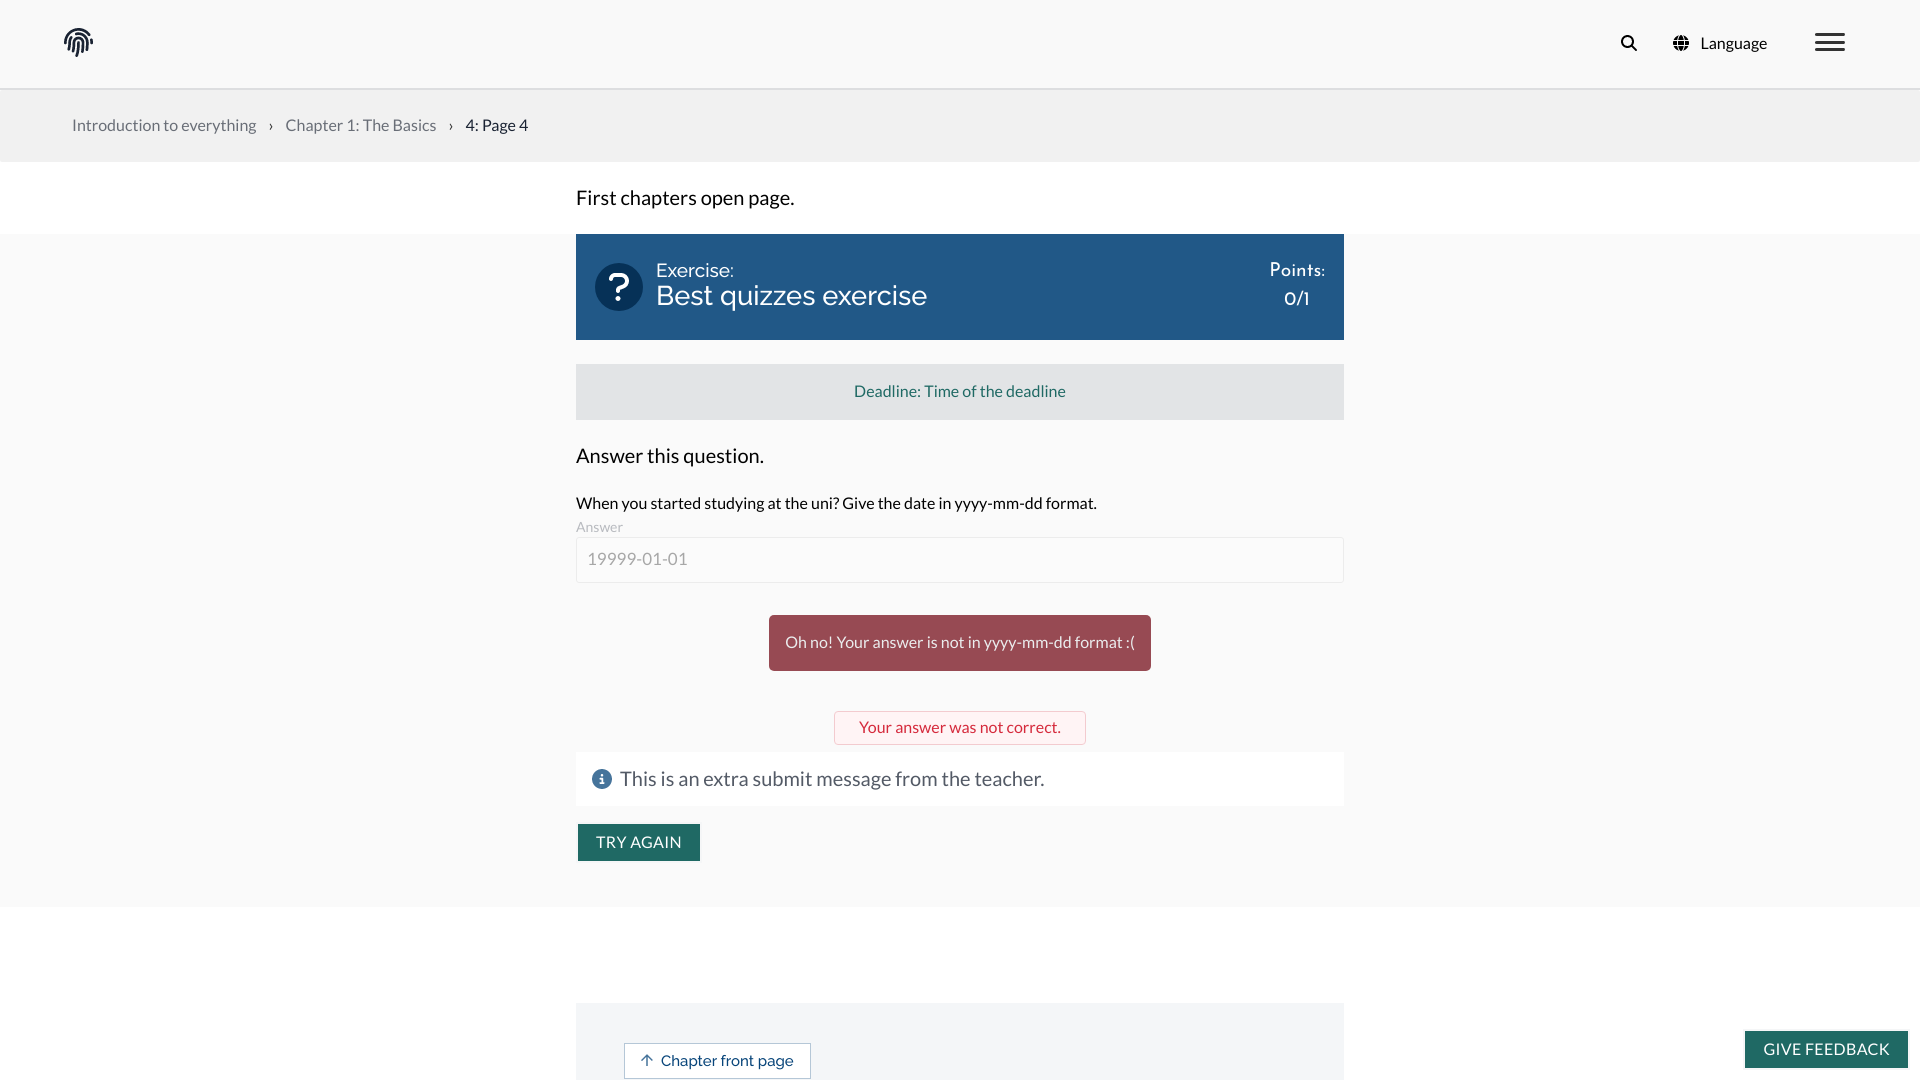 Language
Introduction to everything › Chapter 1: The Basics › 4: Page 4
First chapters open page.
?
Exercise:
Best quizzes exercise
Points:
0/1
Deadline: Time of the deadline
Answer this question.
When you started studying at the uni? Give the date in yyyy-mm-dd format.
Answer
19999-01-01
Oh no! Your answer is not in yyyy-mm-dd format :(
Your answer was not correct.
This is an extra submit message from the teacher.
TRY AGAIN
Chapter front page
GIVE FEEDBACK